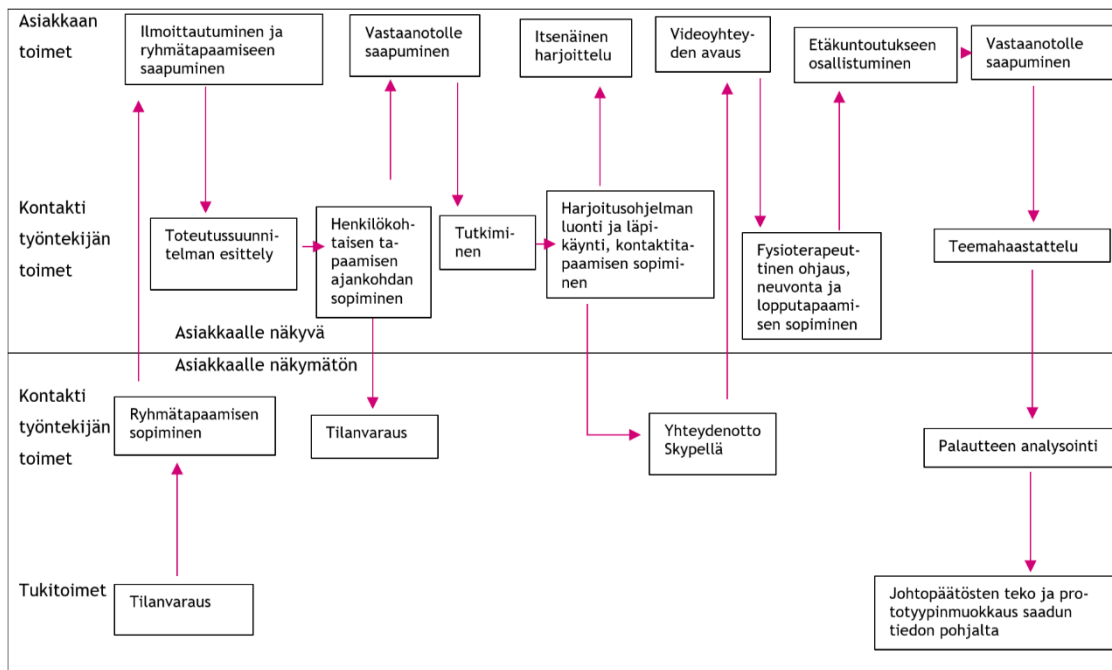 Asiakkaan
toimet
Ilmoittautuminen ja
ryhmätapaamiseen
saapuminen
Vastaanotolle
saapuminen
Itsenäinen
harjoittelu
Videoyhtey-
den avaus
Etäkuntoutukseen
osallistuminen
Vastaanotolle
saapuminen
Kontakti
työntekijän
toimet
Toteutussuunni-
telman esittely
Henkilökoh-
taisen ta-
paamisen
ajankohdan
sopiminen
Tutkimi-
nen
Harjoitusohjelman
luonti ja läpi-
käynti, kontaktita-
paamisen sopimi-
nen
Fysioterapeut-
tinen ohjaus,
neuvonta ja
lopputapaami-
sen sopiminen
Teemahaastattelu
Asiakkaalle näkyvä
Asiakkaalle näkymätön
Kontakti
työntekijän
toimet
Ryhmätapaamisen
sopiminen
Tilanvaraus
Yhteydenotto
Skypellä
Palautteen analysointi
Tukitoimet
Tilanvaraus
Johtopäätösten teko ja pro-
totyypinmuokkaus saadun
tiedon pohjalta